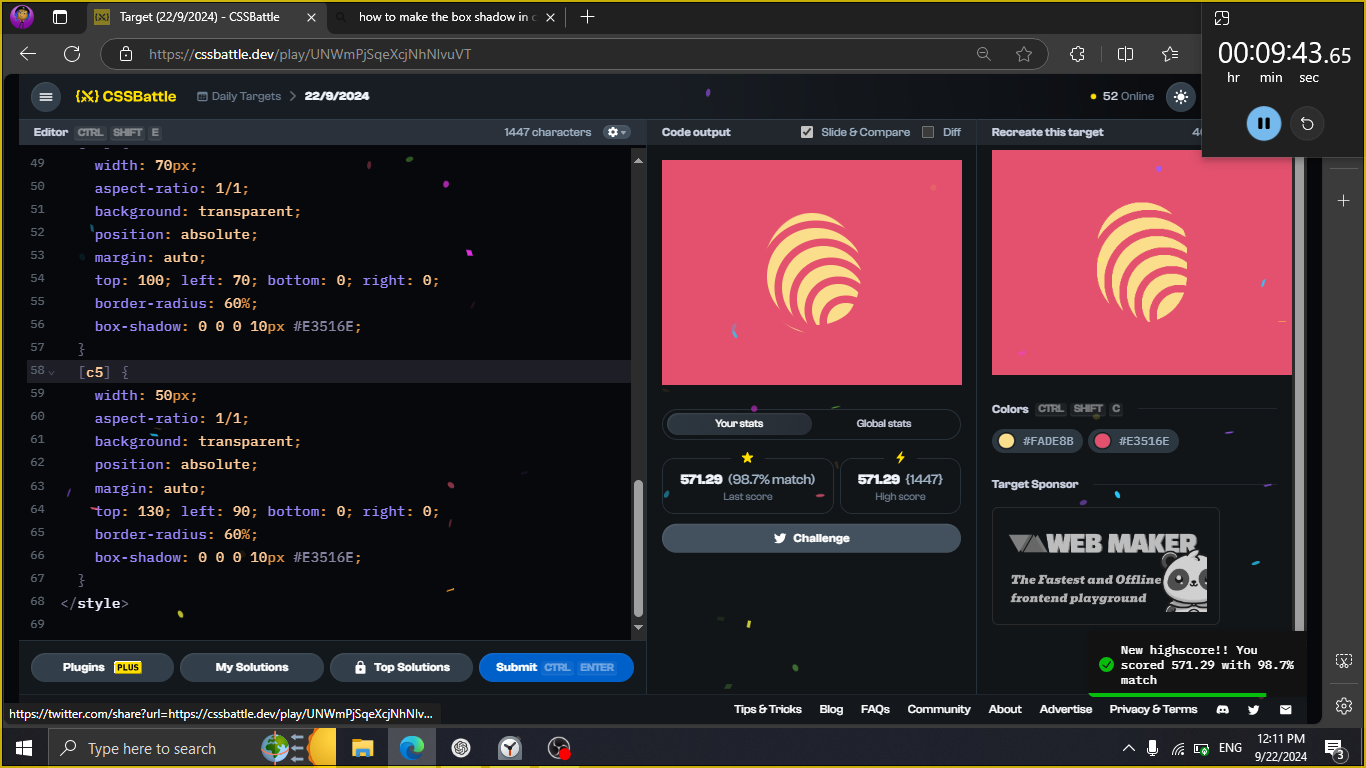 Target (22/9/2024) - CSSBattle
how to make the box shadow in c
https://cssbattle.dev/play/UNWmPjSqeXcjNhNIvuVT
00:09:43.65
hr min sec
{X} CSSBattle
Daily Targets > 22/9/2024
52 Online
Editor CTRL SHIFT E
1447 characters
Code output
Slide & Compare
Diff
Recreate this target
49 width: 70px;
50 aspect-ratio: 1/1;
51 background: transparent;
52 position: absolute;
53 margin: auto;
54 top: 100; left: 70; bottom: 0; right: 0;
55 border-radius: 60%;
56 box-shadow: 0 0 0 10px #E3516E;
57 }
58 [c5] {
59 width: 50px;
60 aspect-ratio: 1/1;
61 background: transparent;
62 position: absolute;
63 margin: auto;
64 top: 130; left: 90; bottom: 0; right: 0;
65 border-radius: 60%;
66 box-shadow: 0 0 0 10px #E3516E;
67 }
68 </style>
69
Your stats
Global stats
571.29 (98.7% match)
Last score
571.29 {1447}
High score
Challenge
Colors CTRL SHIFT C
#FADE8B
#E3516E
Target Sponsor
WEB MAKER
The Fastest and Offline
frontend playground
New highscore!! You
scored 571.29 with 98.7%
match
Plugins PLUS
My Solutions
Top Solutions
Submit CTRL ENTER
https://twitter.com/share?url=https://cssbattle.dev/play/UNWmPjSqeXcjNhNIv...
Tips & Tricks
Blog
FAQs
Community
About
Advertise
Privacy & Terms
Type here to search
ENG
12:11 PM
9/22/2024
3